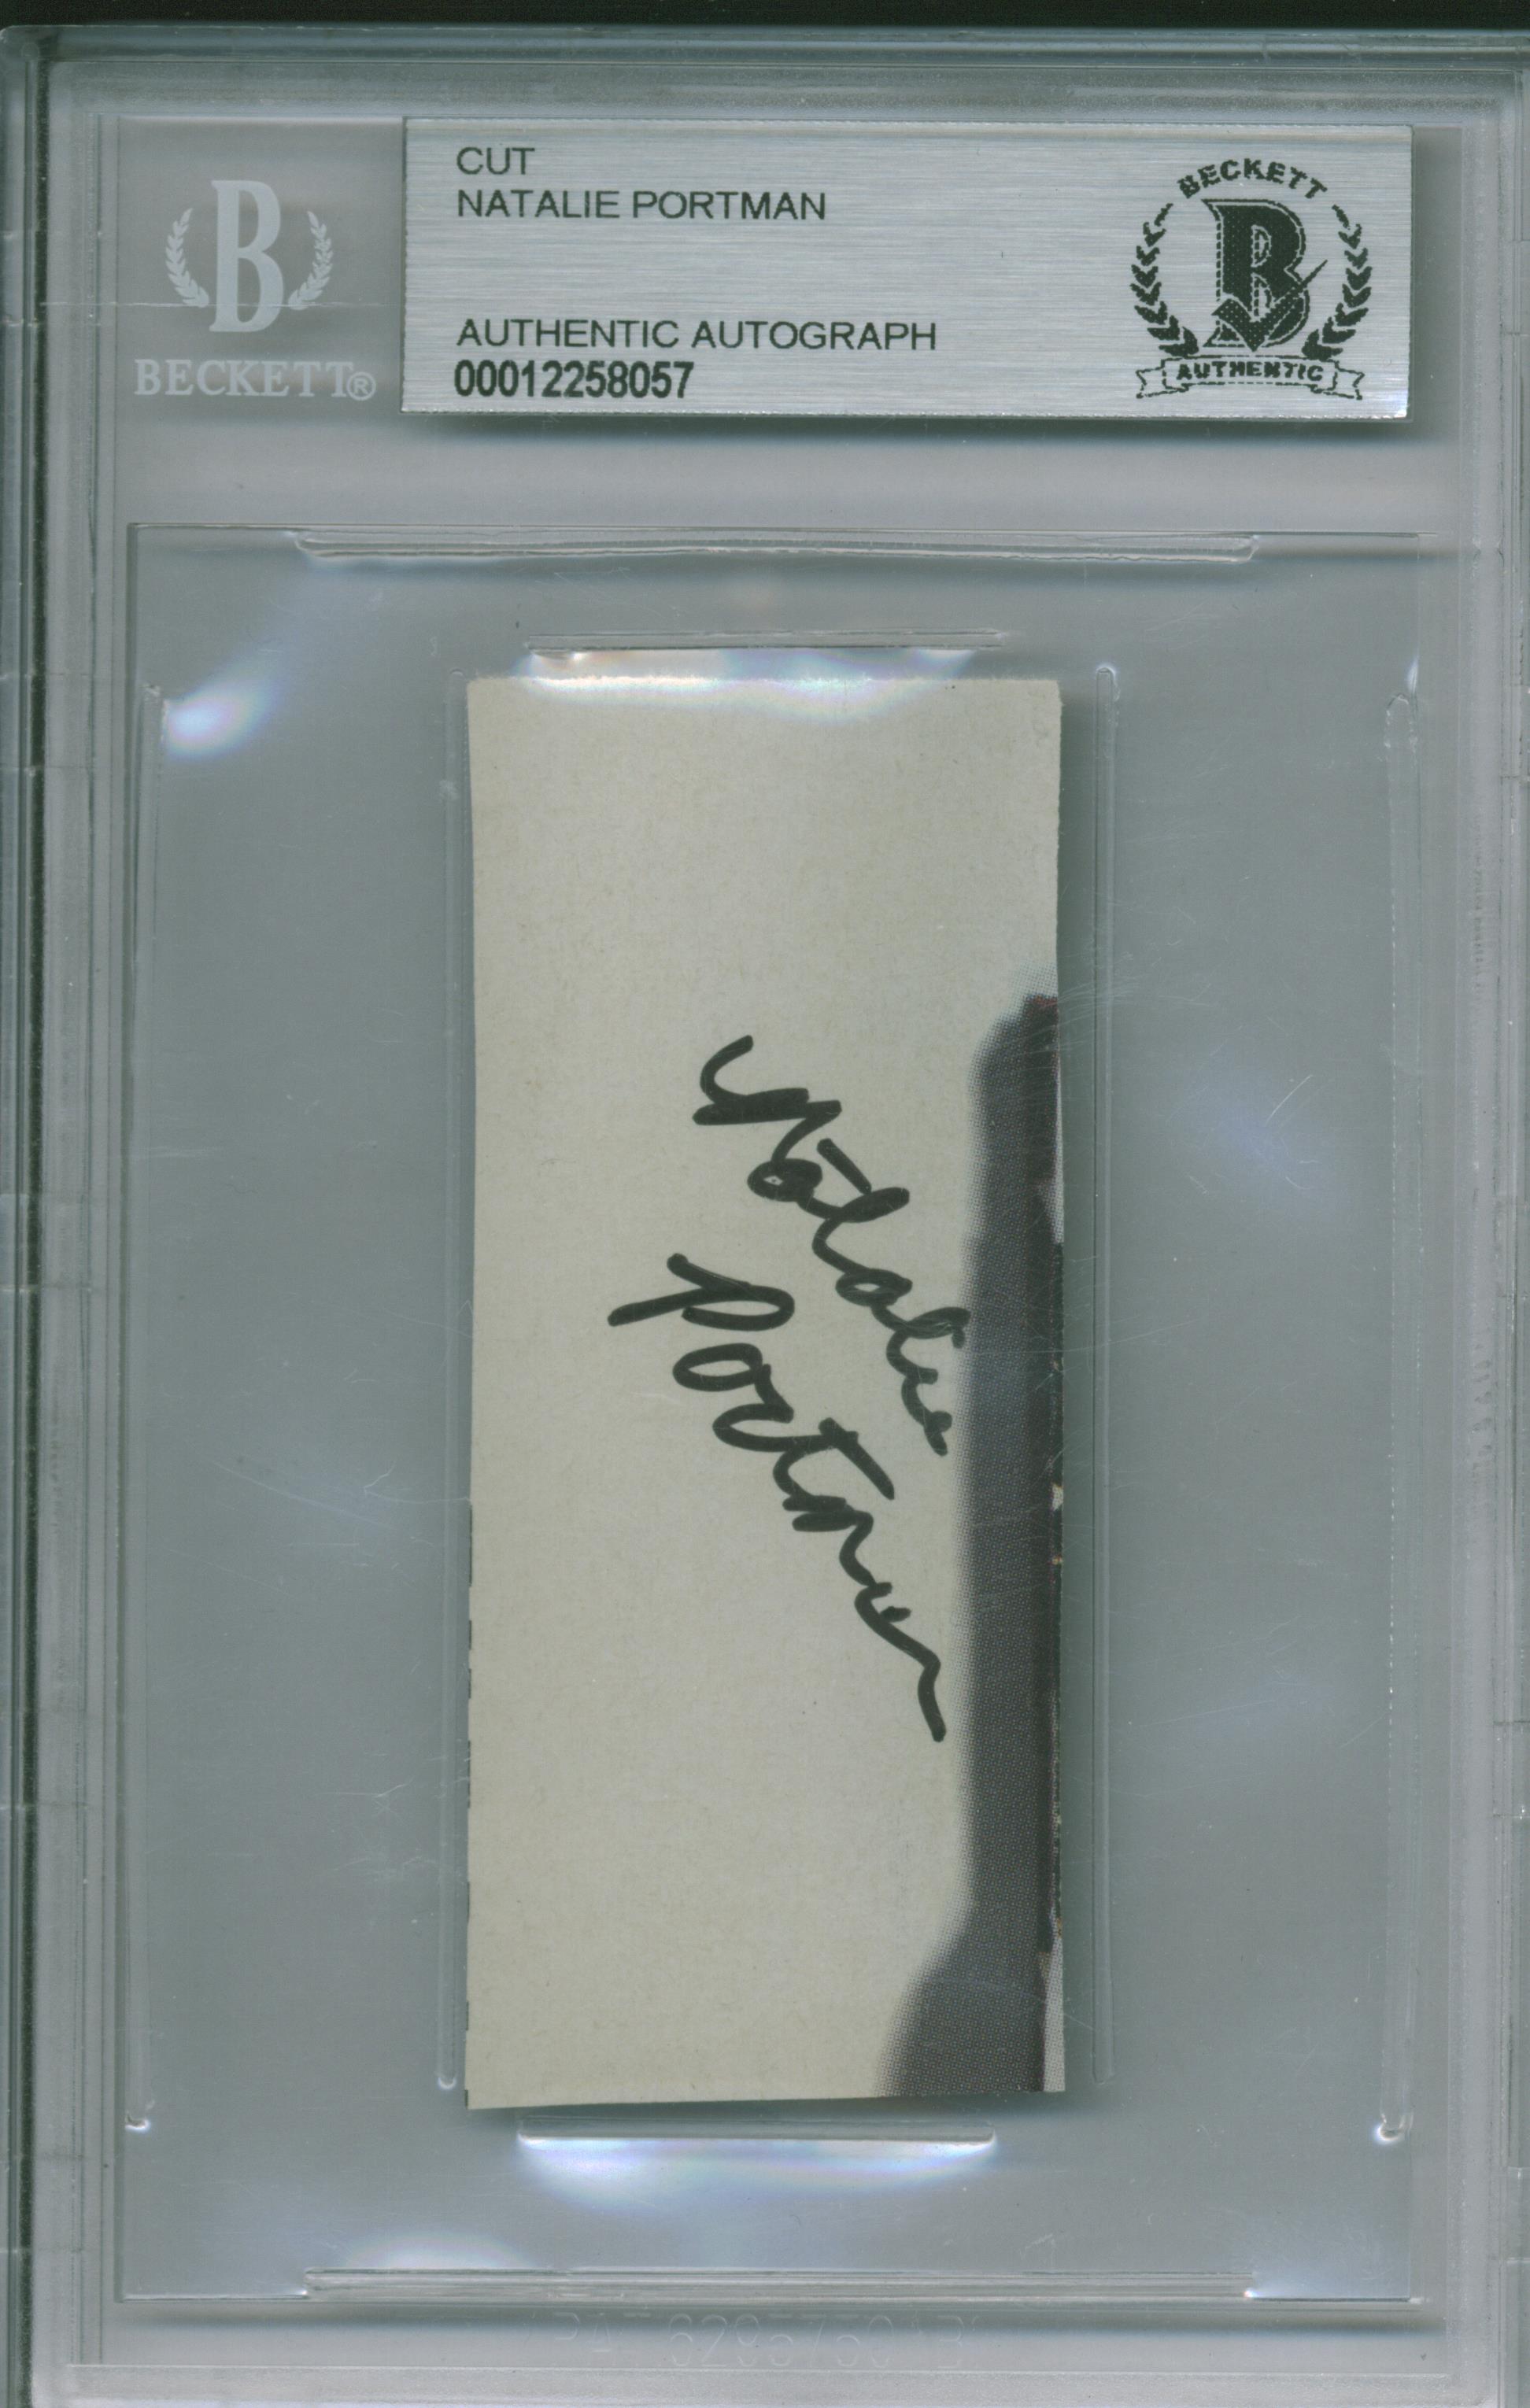 B
BECKETT®
CUT
NATALIE PORTMAN
AUTHENTIC AUTOGRAPH
00012258057
BECKETT
B
AUTHENTIC
Natalie
Portman